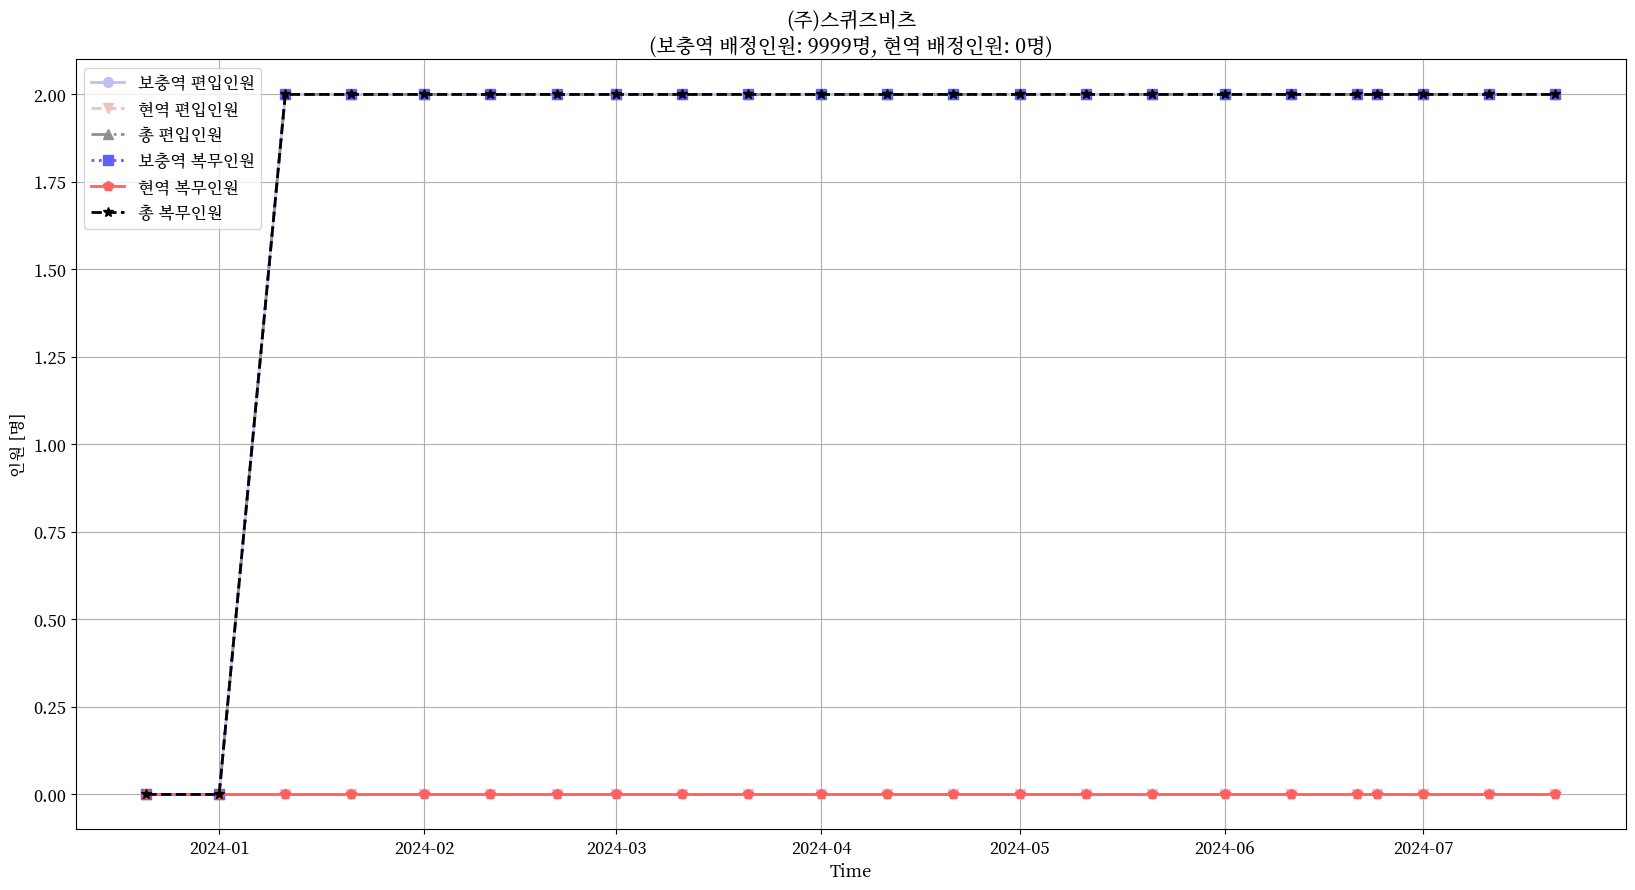 (주)스퀴즈비츠
(보충역 배정인원: 9999명, 현역 배정인원: 0명)
보충역 편입인원
현역 편입인원
총 편입인원
보충역 복무인원
현역 복무인원
총 복무인원
2.00
1.75
1.50
1.25
1.00
0.75
0.50
0.25
0.00
인원 [명]
2024-01 2024-02 2024-03 2024-04 2024-05 2024-06 2024-07
Time